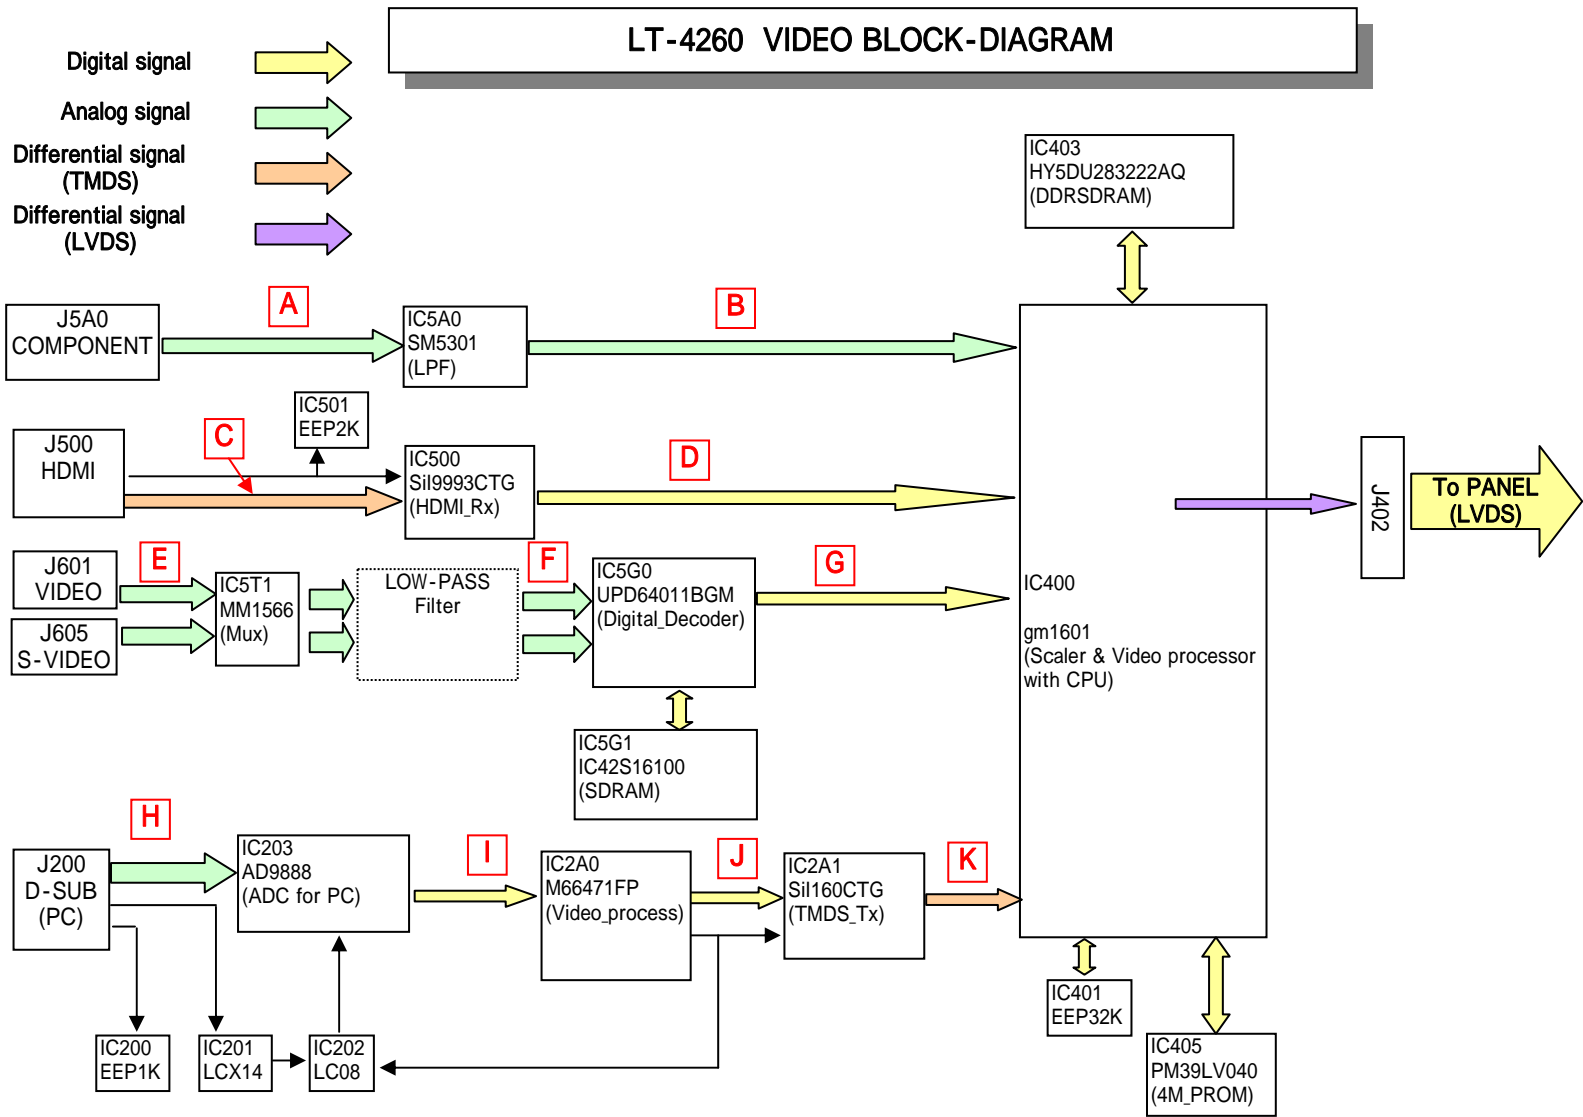 LT-4260 VIDEO BLOCK-DIAGRAM
Digital signal
Analog signal
Differential signal
(TMDS)
Differential signal
(LVDS)
IC403
HY5DU283222AQ
(DDRSDRAM)
A
B
J5A0
COMPONENT
IC5A0
SM5301
(LPF)
IC501
EEP2K
C
D
J500
HDMI
IC500
SiI9993CTG
(HDMI_Rx)
J402
To PANEL
(LVDS)
E
F
G
J601
VIDEO
J605
S-VIDEO
IC5T1
MM1566
(Mux)
LOW-PASS
Filter
IC5G0
UPD64011BGM
(Digital_Decoder)
IC400
gm1601
(Scaler & Video processor
with CPU)
IC5G1
IC42S16100
(SDRAM)
H
I
J
K
J200
D-SUB
(PC)
IC203
AD9888
(ADC for PC)
IC2A0
M66471FP
(Video_process)
IC2A1
SiI160CTG
(TMDS_Tx)
IC401
EEP32K
IC200
EEP1K
IC201
LCX14
IC202
LC08
IC405
PM39LV040
(4M_PROM)